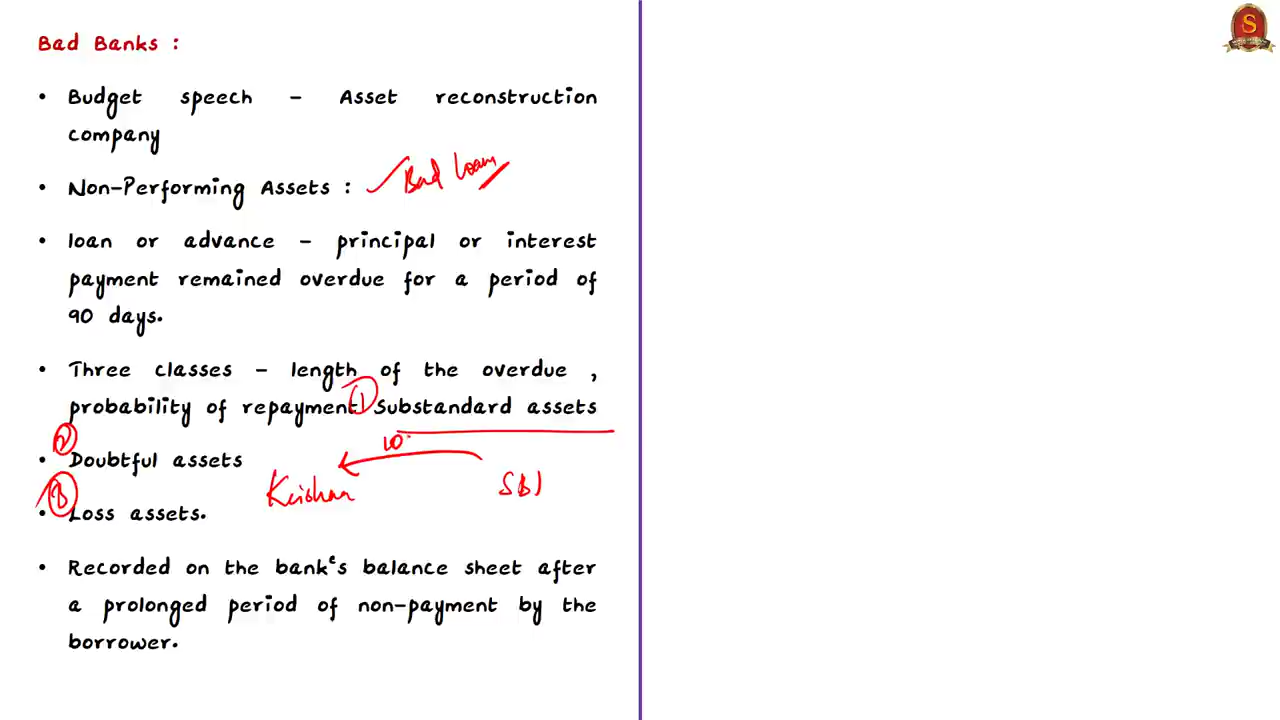 Bad Banks :
• Budget speech – Asset reconstruction
company
• Non-Performing Assets : Bad loans
• loan or advance – principal or interest
payment remained overdue for a period of
90 days.
• Three classes – length of the overdue ,
probability of repayment ① Substandard assets
②
10
• Doubtful assets
Krishna SBI
③
• Loss assets.
• Recorded on the bank's balance sheet after
a prolonged period of non-payment by the
borrower.
S